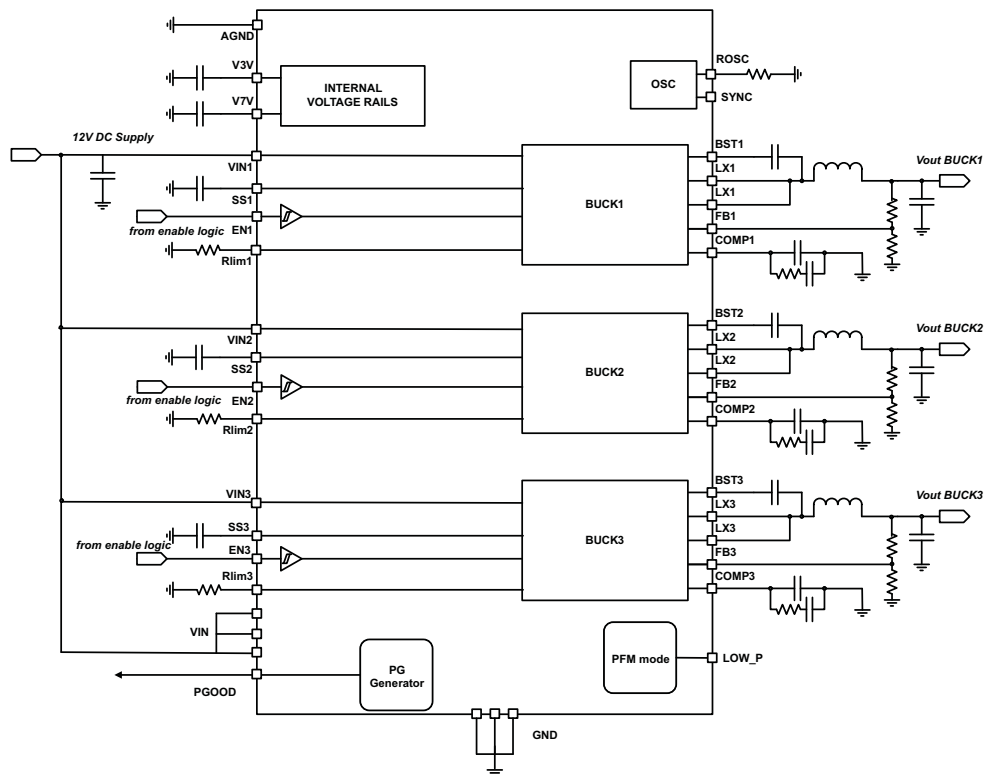 AGND
ROSC
V3V
INTERNAL
VOLTAGE RAILS
OSC
V7V
SYNC
12V DC Supply
BST1
Vout BUCK1
VIN1
LX1
SS1
BUCK1
LX1
from enable logic
EN1
FB1
COMP1
Rlim1
BST2
Vout BUCK2
VIN2
LX2
SS2
BUCK2
LX2
from enable logic
EN2
FB2
COMP2
Rlim2
BST3
VIN3
Vout BUCK3
LX3
SS3
LX3
from enable logic
EN3
BUCK3
FB3
Rlim3
COMP3
VIN
PFM mode
LOW_P
PG
Generator
PGOOD
GND